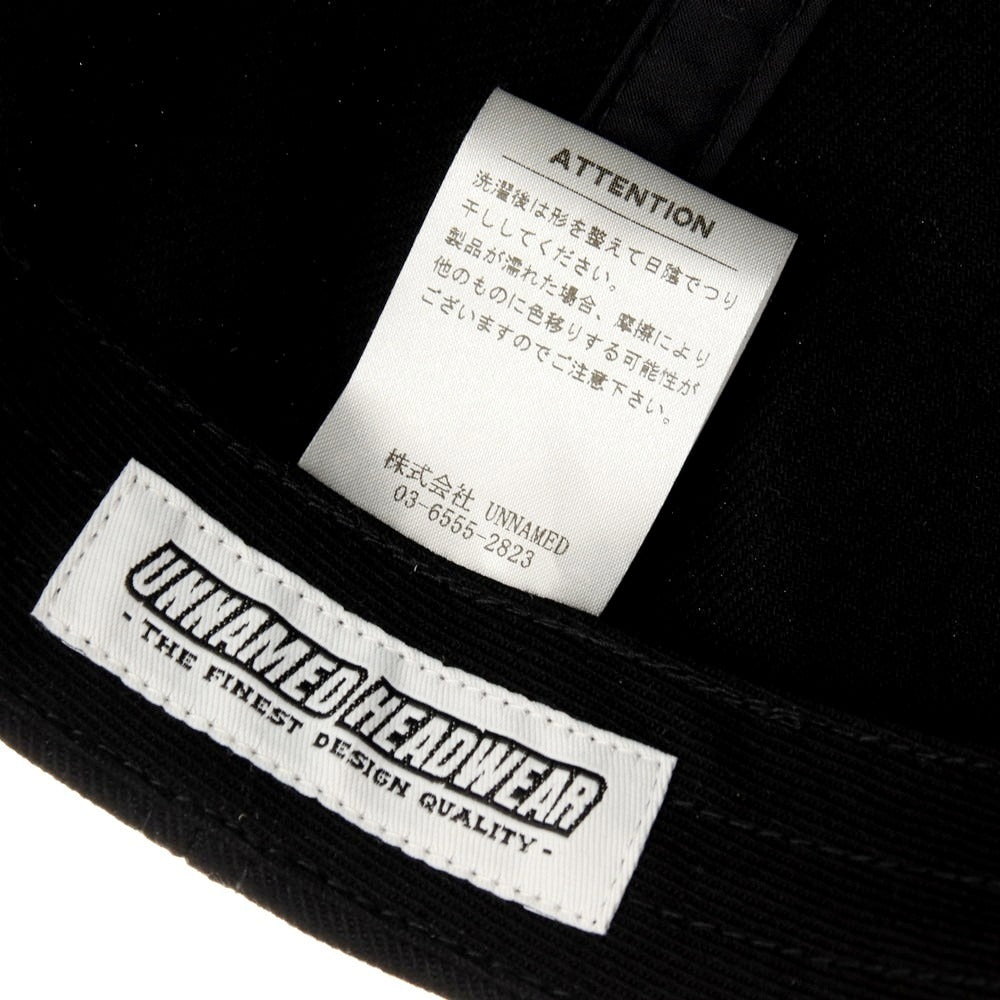 ATTENTION
洗濯後は形を整えて日陰でつり
干ししてください。
製品が濡れた場合、摩擦により
他のものに色移りする可能性が
ございますのでご注意下さい。
株式会社 UNNAMED
03-6555-2823
UNNAMED HEADWEAR
- THE FINEST DESIGN QUALITY -